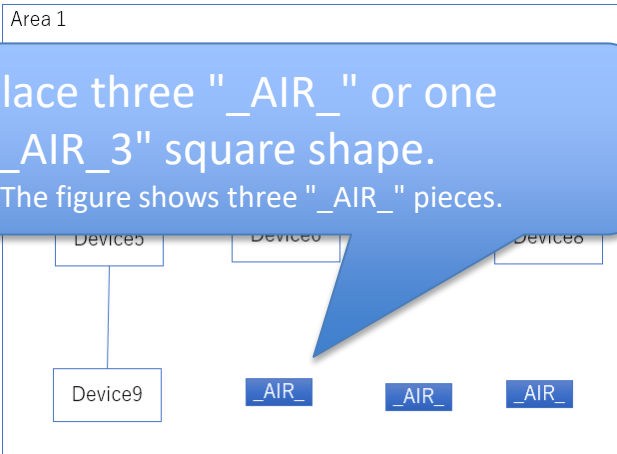 Area 1
lace three "_AIR_" or one
_AIR_3" square shape.
The figure shows three "_AIR_" pieces.
Device5 Device6 Device8
Device9 _AIR_ _AIR_ _AIR_